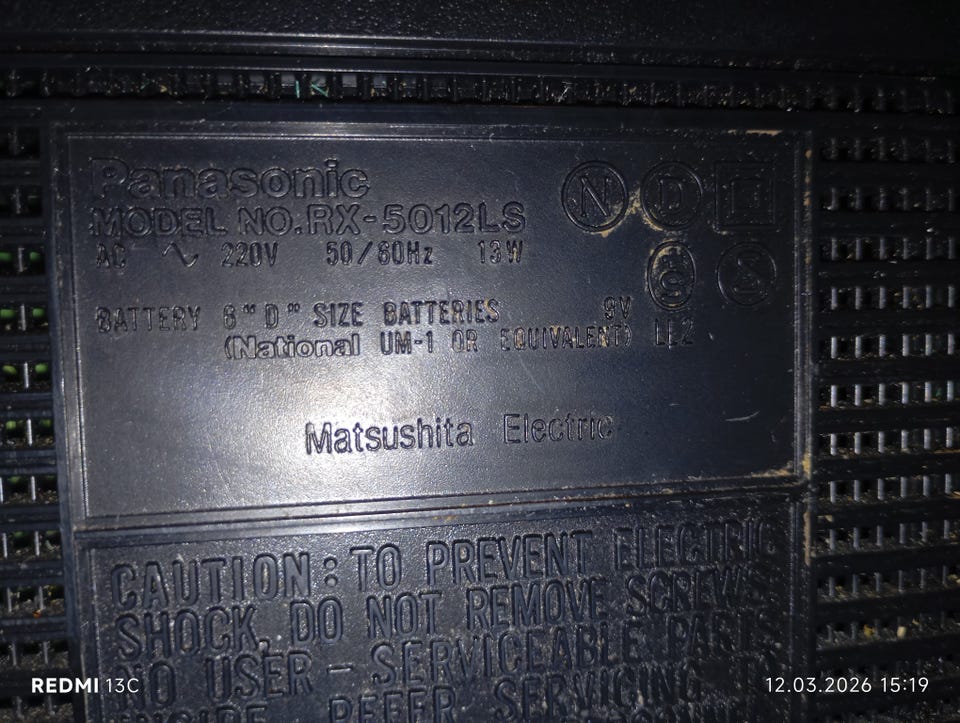 Panasonic
MODEL NO.RX-5012LS
N D
AC ∿ 220V 50/60Hz 13W
S S
BATTERY 6"D" SIZE BATTERIES 9V
(National UM-1 OR EQUIVALENT)
Matsushita Electric
CAUTION: TO PREVENT ELECTRIC
SHOCK, DO NOT REMOVE SCREWS.
NO USER-SERVICEABLE PARTS
REFER SERVICING
REDMI 13C
12.03.2026 15:19